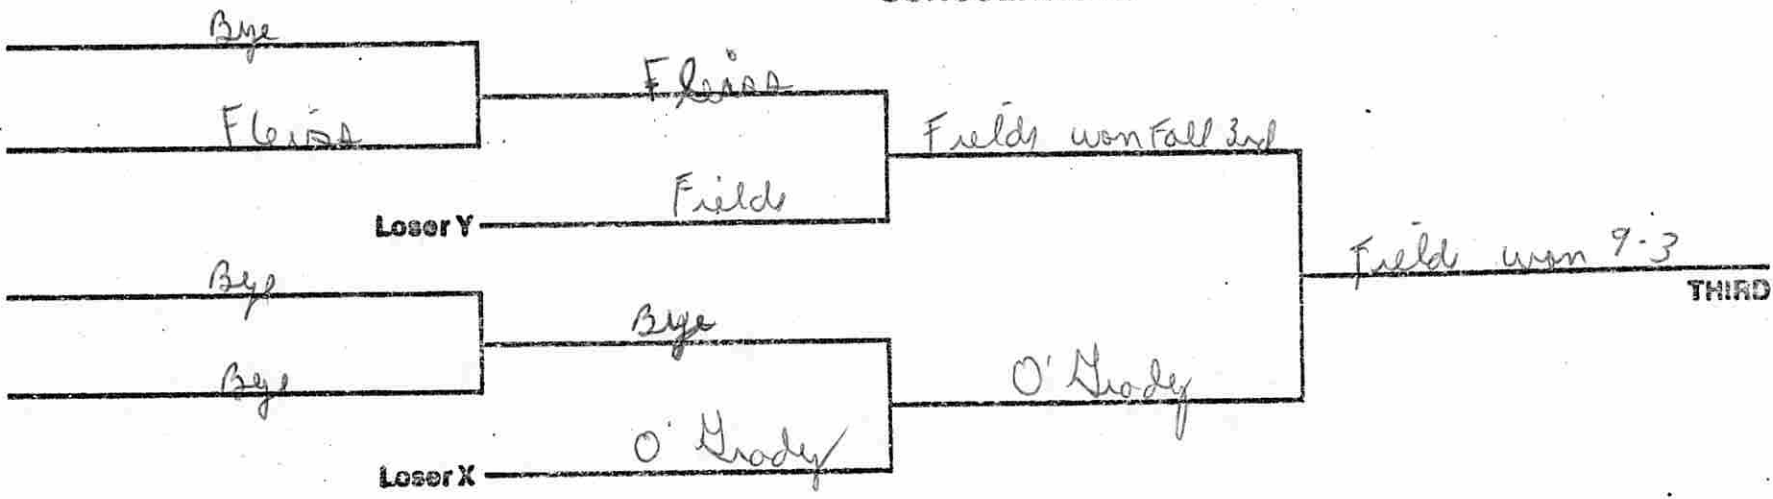 Bye
Fleiss
Fleiss
Fields won Fall 3rd
Fields
Loser Y
Field won 9-3
THIRD
Bye
Bye
Bye
O'Grady
O'Grady
Loser X